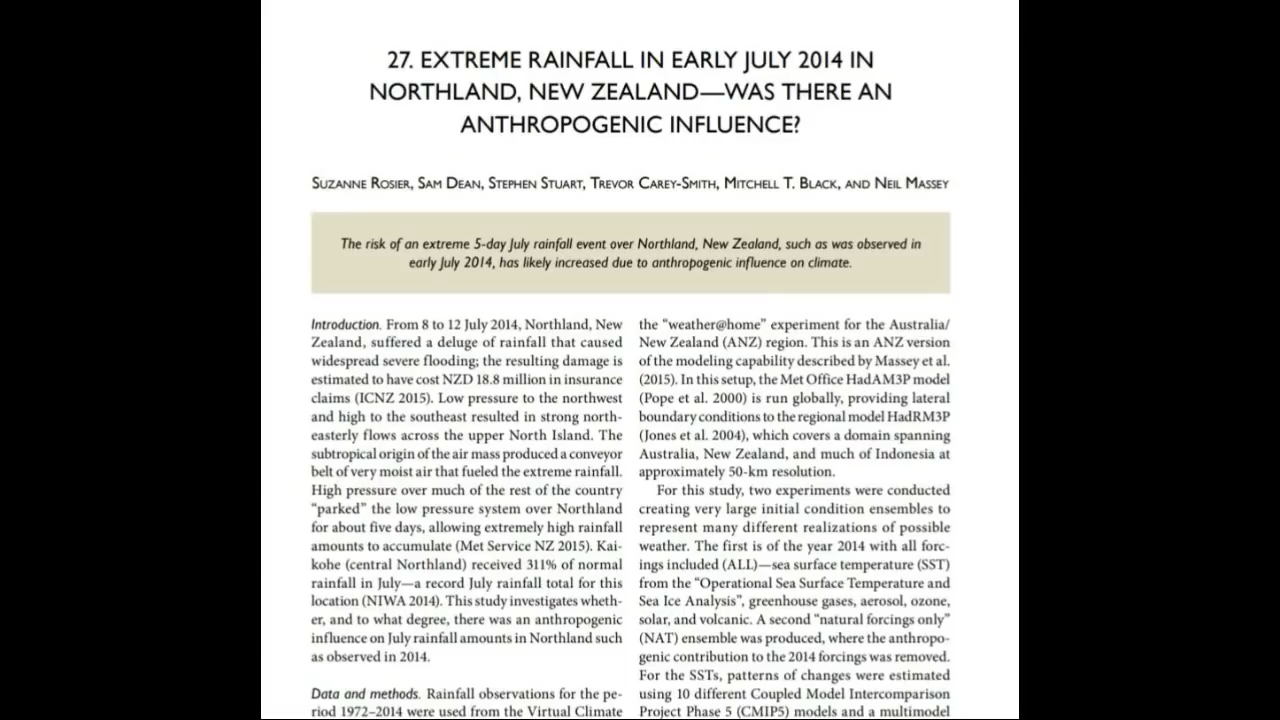 27. EXTREME RAINFALL IN EARLY JULY 2014 IN
NORTHLAND, NEW ZEALAND—WAS THERE AN
ANTHROPOGENIC INFLUENCE?
Suzanne Rosier, Sam Dean, Stephen Stuart, Trevor Carey-Smith, Mitchell T. Black, and Neil Massey
The risk of an extreme 5-day July rainfall event over Northland, New Zealand, such as was observed in
early July 2014, has likely increased due to anthropogenic influence on climate.
Introduction. From 8 to 12 July 2014, Northland, New
Zealand, suffered a deluge of rainfall that caused
widespread severe flooding; the resulting damage is
estimated to have cost NZD 18.8 million in insurance
claims (ICNZ 2015). Low pressure to the northwest
and high to the southeast resulted in strong north-
easterly flows across the upper North Island. The
subtropical origin of the air mass produced a conveyor
belt of very moist air that fueled the extreme rainfall.
High pressure over much of the rest of the country
“parked” the low pressure system over Northland
for about five days, allowing extremely high rainfall
amounts to accumulate (Met Service NZ 2015). Kai-
kohe (central Northland) received 311% of normal
rainfall in July—a record July rainfall total for this
location (NIWA 2014). This study investigates wheth-
er, and to what degree, there was an anthropogenic
influence on July rainfall amounts in Northland such
as observed in 2014.
Data and methods. Rainfall observations for the pe-
riod 1972–2014 were used from the Virtual Climate
the “weather@home” experiment for the Australia/
New Zealand (ANZ) region. This is an ANZ version
of the modeling capability described by Massey et al.
(2015). In this setup, the Met Office HadAM3P model
(Pope et al. 2000) is run globally, providing lateral
boundary conditions to the regional model HadRM3P
(Jones et al. 2004), which covers a domain spanning
Australia, New Zealand, and much of Indonesia at
approximately 50-km resolution.
For this study, two experiments were conducted
creating very large initial condition ensembles to
represent many different realizations of possible
weather. The first is of the year 2014 with all forc-
ings included (ALL)—sea surface temperature (SST)
from the “Operational Sea Surface Temperature and
Sea Ice Analysis”, greenhouse gases, aerosol, ozone,
solar, and volcanic. A second “natural forcings only”
(NAT) ensemble was produced, where the anthropo-
genic contribution to the 2014 forcings was removed.
For the SSTs, patterns of changes were estimated
using 10 different Coupled Model Intercomparison
Project Phase 5 (CMIP5) models and a multimodel